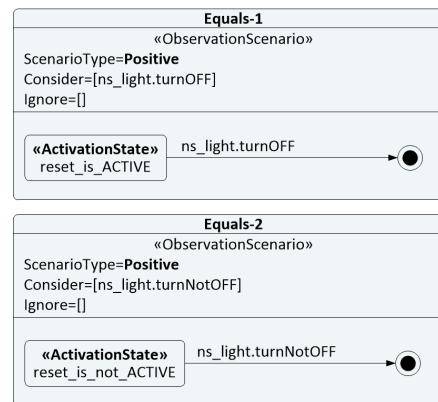 Equals-1
«ObservationScenario»
ScenarioType=Positive
Consider=[ns_light.turnOFF]
Ignore=[]
«ActivationState»
reset_is_ACTIVE
ns_light.turnOFF
Equals-2
«ObservationScenario»
ScenarioType=Positive
Consider=[ns_light.turnNotOFF]
Ignore=[]
«ActivationState»
reset_is_not_ACTIVE
ns_light.turnNotOFF